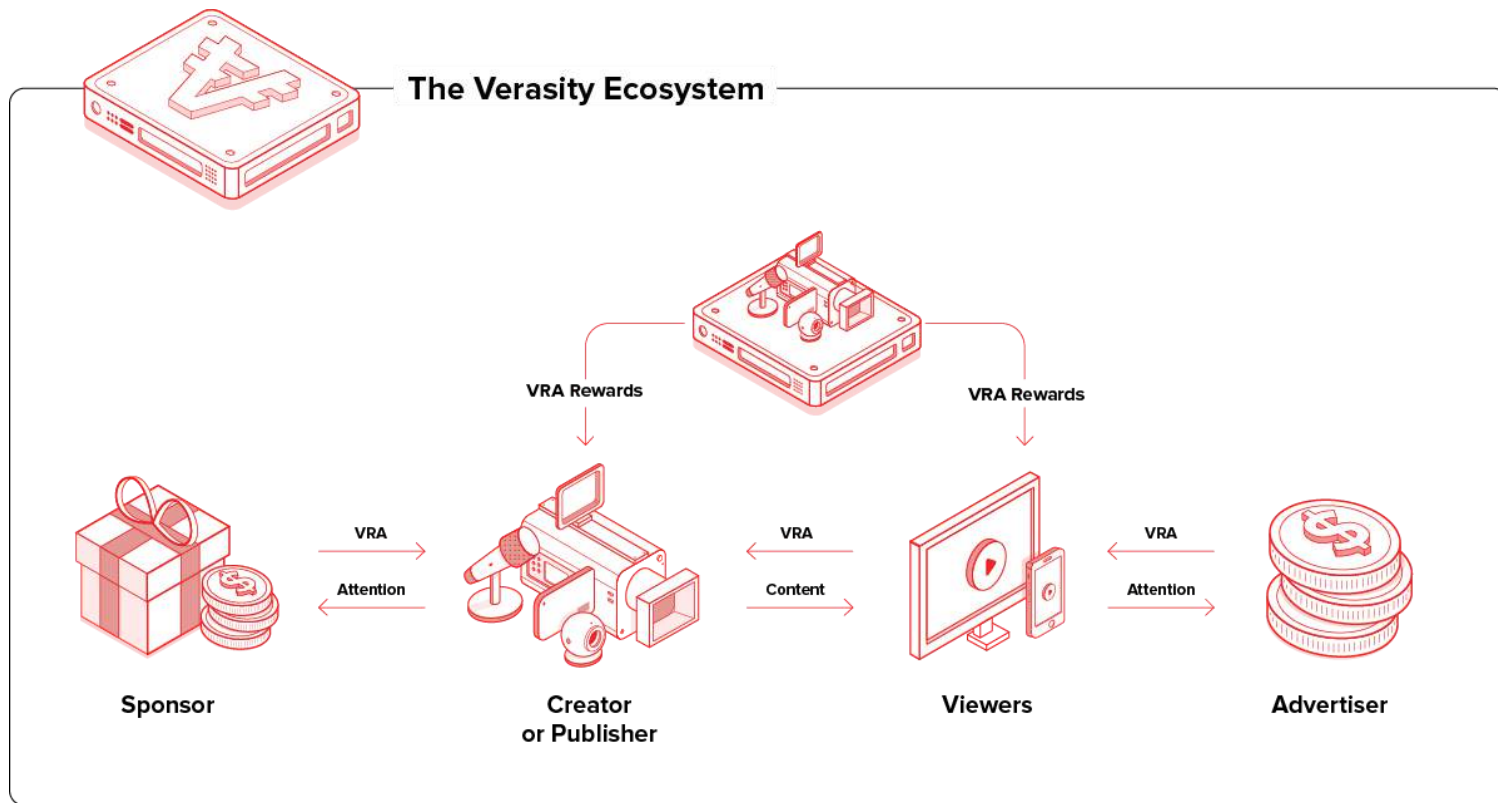 The Verasity Ecosystem
VRA Rewards
VRA Rewards
VRA
Attention
VRA
Content
VRA
Attention
Sponsor
Creator
or Publisher
Viewers
Advertiser